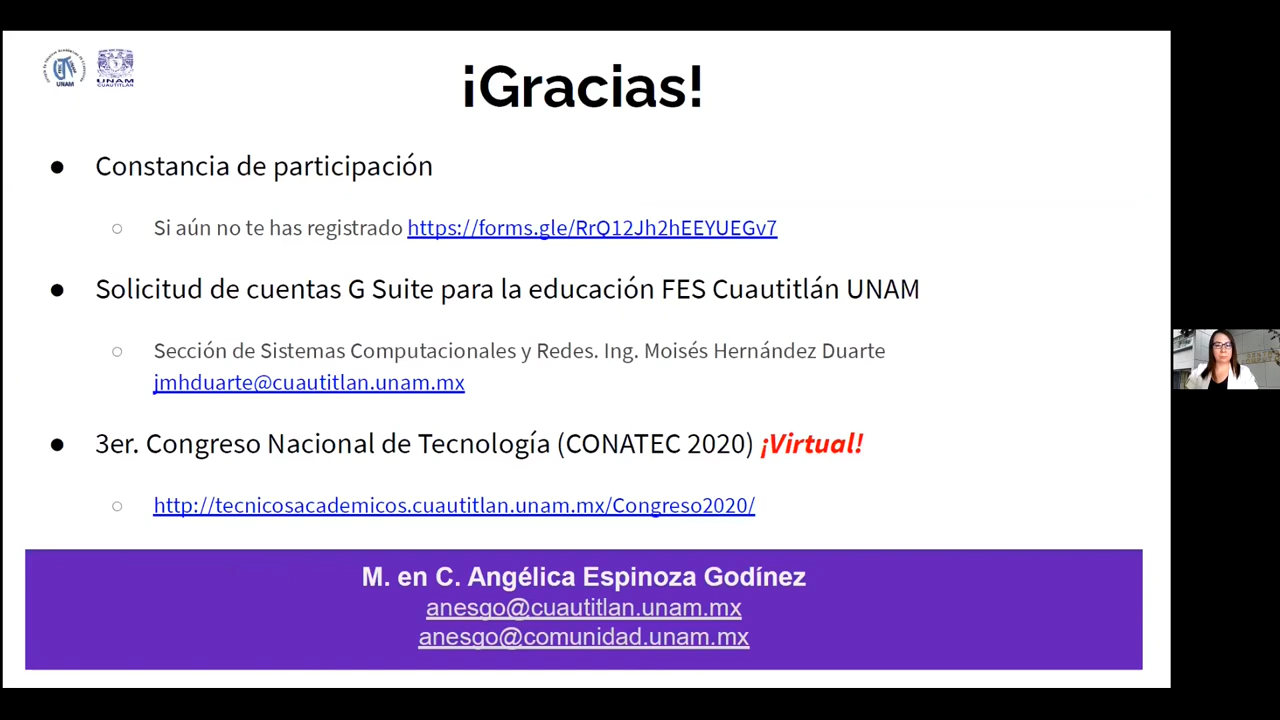 UNAM
UNAM
CUAUTITLÁN
¡Gracias!
● Constancia de participación
○ Si aún no te has registrado https://forms.gle/RrQ12Jh2hEEYUEGv7
● Solicitud de cuentas G Suite para la educación FES Cuautitlán UNAM
○ Sección de Sistemas Computacionales y Redes. Ing. Moisés Hernández Duarte
jmhduarte@cuautitlan.unam.mx
● 3er. Congreso Nacional de Tecnología (CONATEC 2020) ¡Virtual!
○ http://tecnicosacademicos.cuautitlan.unam.mx/Congreso2020/
M. en C. Angélica Espinoza Godínez
anesgo@cuautitlan.unam.mx
anesgo@comunidad.unam.mx